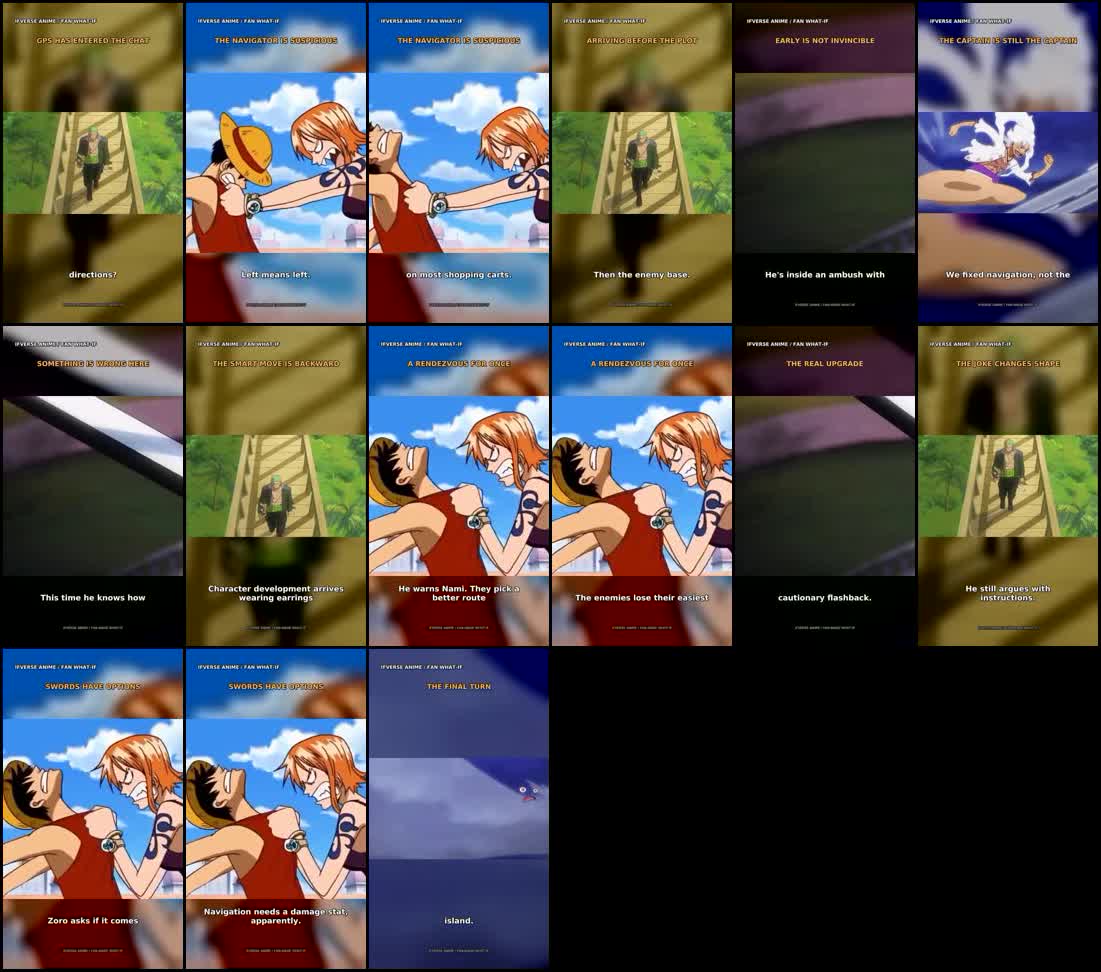 IFVERSE ANIME / FAN WHAT-IF
GPS HAS ENTERED THE CHAT
directions?
IFVERSE ANIME / FAN WHAT-IF
THE NAVIGATOR IS SUSPICIOUS
Left means left.
IFVERSE ANIME / FAN WHAT-IF
THE NAVIGATOR IS SUSPICIOUS
on most shopping carts.
IFVERSE ANIME / FAN WHAT-IF
ARRIVING BEFORE THE PLOT
Then the enemy base.
IFVERSE ANIME / FAN WHAT-IF
EARLY IS NOT INVINCIBLE
He's inside an ambush with
IFVERSE ANIME / FAN WHAT-IF
THE CAPTAIN IS STILL THE CAPTAIN
We fixed navigation, not the
IFVERSE ANIME / FAN WHAT-IF
SOMETHING IS WRONG HERE
This time he knows how
IFVERSE ANIME / FAN WHAT-IF
THE SMART MOVE IS BACKWARD
Character development arrives
wearing earrings
IFVERSE ANIME / FAN WHAT-IF
A RENDEZVOUS FOR ONCE
He warns Nami. They pick a
better route
IFVERSE ANIME / FAN WHAT-IF
A RENDEZVOUS FOR ONCE
The enemies lose their easiest
IFVERSE ANIME / FAN WHAT-IF
THE REAL UPGRADE
cautionary flashback.
IFVERSE ANIME / FAN WHAT-IF
THE JOKE CHANGES SHAPE
He still argues with
instructions.
IFVERSE ANIME / FAN WHAT-IF
SWORDS HAVE OPTIONS
Zoro asks if it comes
IFVERSE ANIME / FAN WHAT-IF
SWORDS HAVE OPTIONS
Navigation needs a damage stat,
apparently.
IFVERSE ANIME / FAN WHAT-IF
THE FINAL TURN
island.